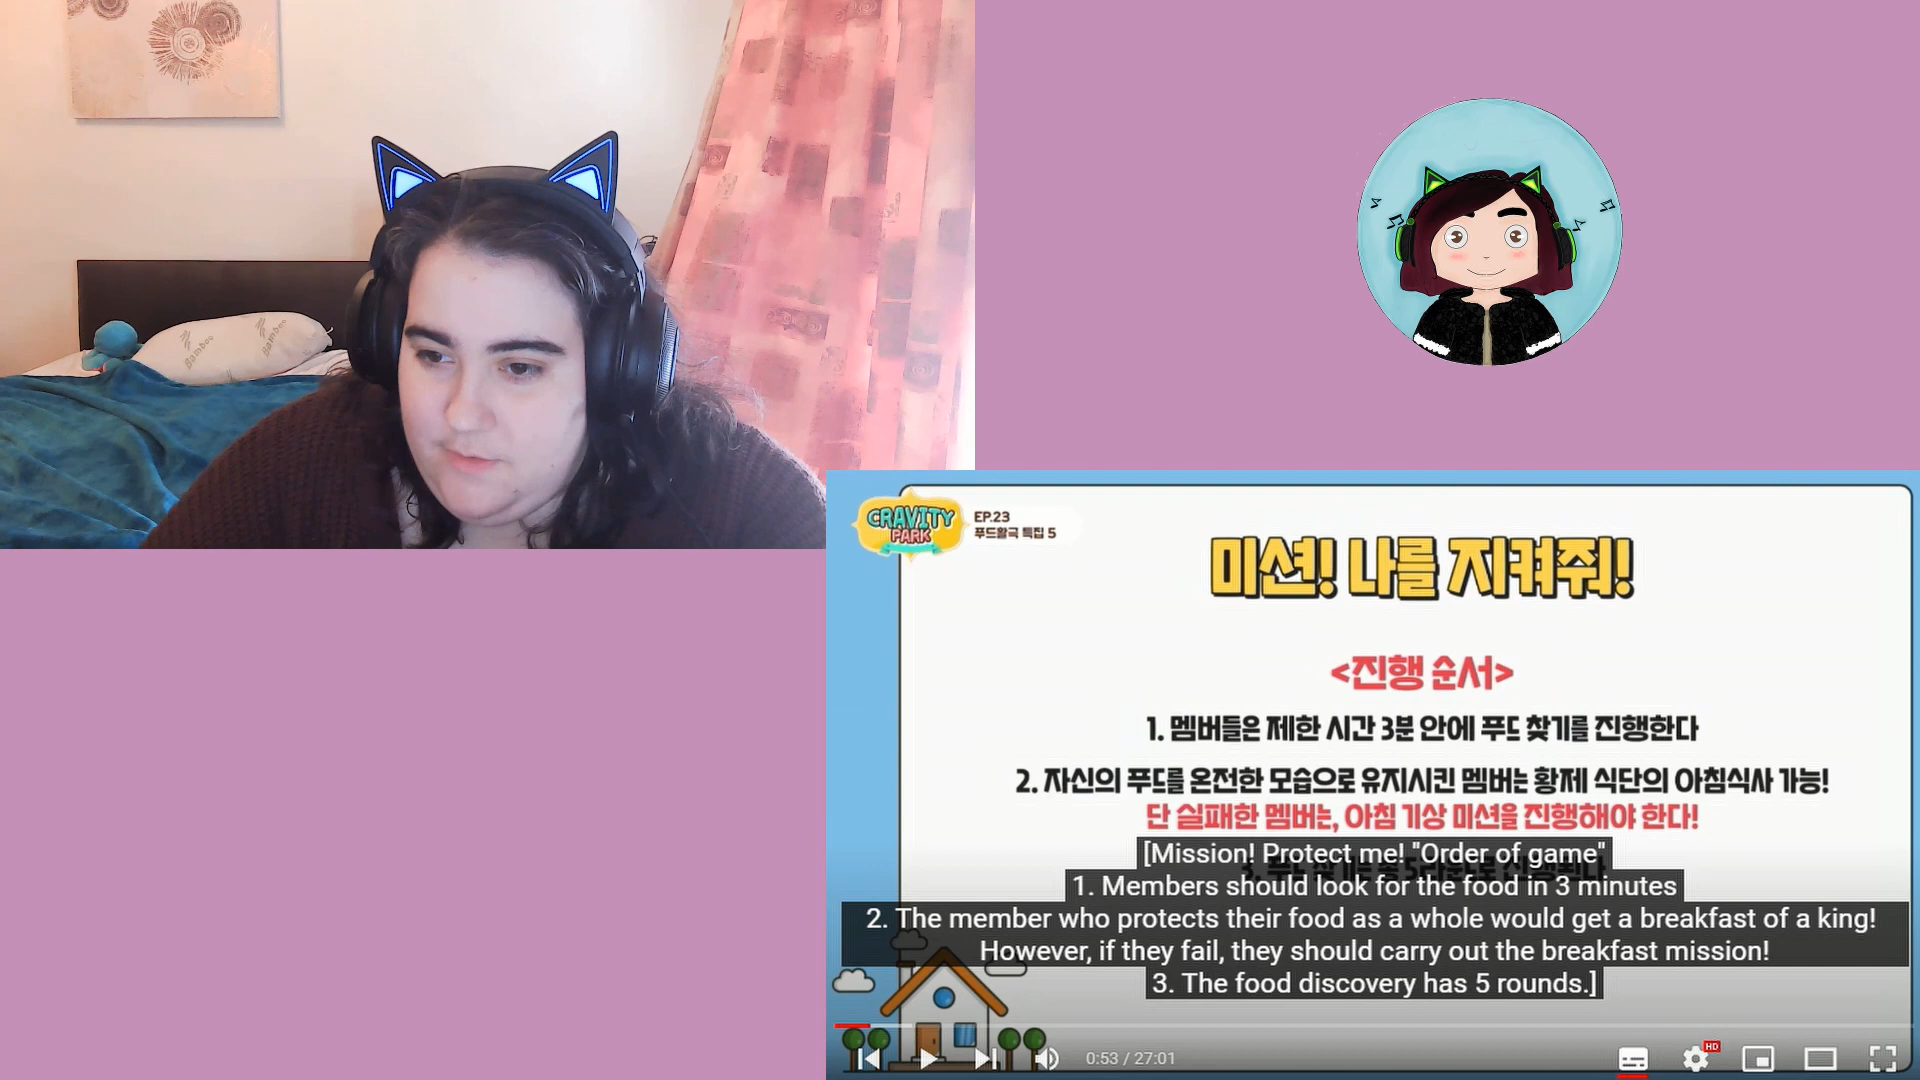 Bamboo
Bamboo
CRAVITY
PARK
EP.23
푸드왈극 특집 5
미션! 나를 지켜줘!
<진행 순서>
1. 멤버들은 제한 시간 3분 안에 푸드 찾기를 진행한다
2. 자신의 푸드를 온전한 모습으로 유지시킨 멤버는 황제 식단의 아침식사 가능!
단 실패한 멤버는, 아침 기상 미션을 진행해야 한다!
[Mission! Protect me! "Order of game"
1. Members should look for the food in 3 minutes
2. The member who protects their food as a whole would get a breakfast of a king!
However, if they fail, they should carry out the breakfast mission!
3. The food discovery has 5 rounds.]
0:53 / 27:01
HD